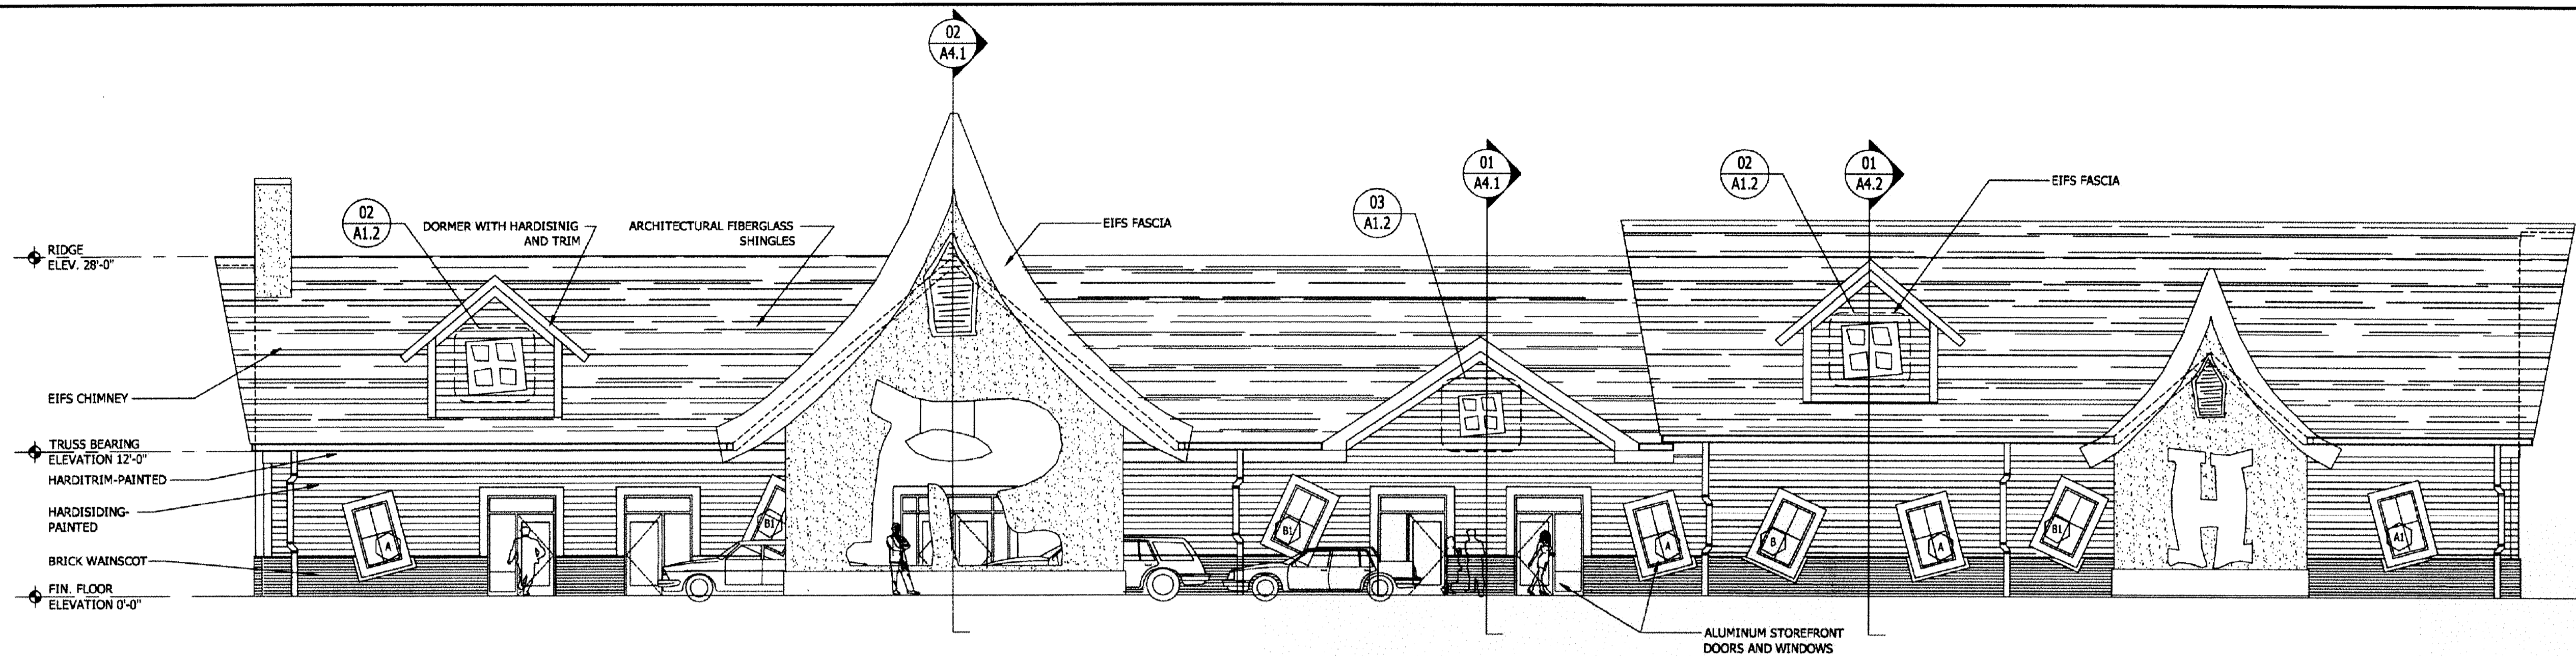 02
A4.1
01
A4.1
02
A1.2
01
A4.2
EIFS FASCIA
02
A1.2
03
A1.2
DORMER WITH HARDISINIG
AND TRIM
ARCHITECTURAL FIBERGLASS
SHINGLES
EIFS FASCIA
RIDGE
ELEV. 28'-0"
EIFS CHIMNEY
TRUSS BEARING
ELEVATION 12'-0"
HARDITRIM-PAINTED
HARDISIDING-
PAINTED
BRICK WAINSCOT
FIN. FLOOR
ELEVATION 0'-0"
A
B1
R
B1
A
B
A
B1
H
A1
ALUMINUM STOREFRONT
DOORS AND WINDOWS